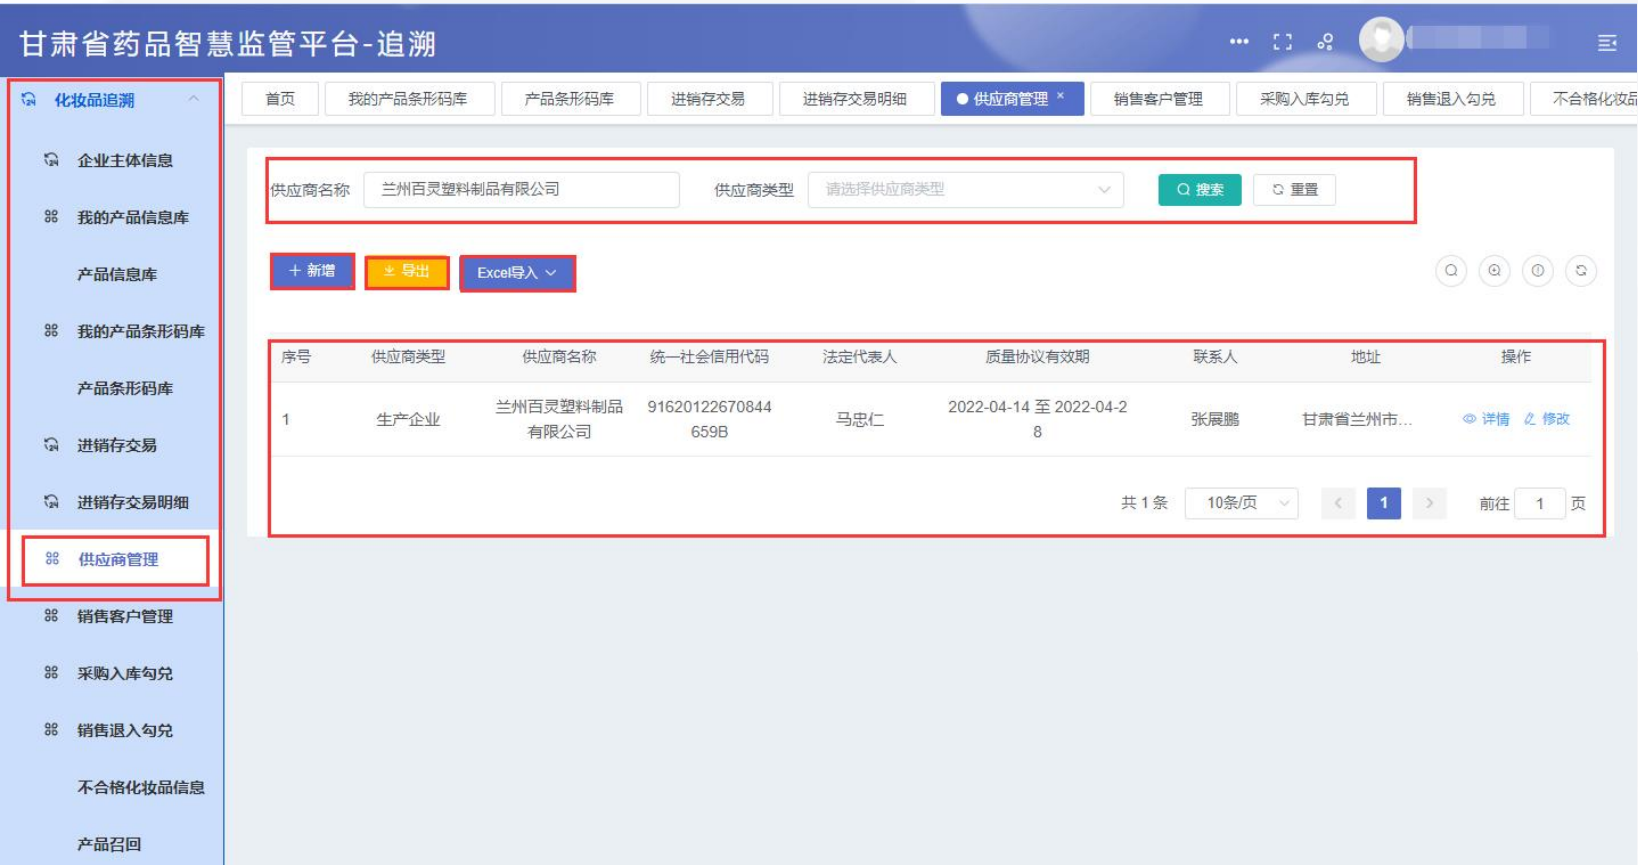 甘肃省药品智慧监管平台-追溯
化妆品追溯
首页
我的产品条形码库
产品条形码库
进销存交易
进销存交易明细
供应商管理 ×
销售客户管理
采购入库勾兑
销售退入勾兑
不合格化妆品
企业主体信息
我的产品信息库
产品信息库
我的产品条形码库
产品条形码库
进销存交易
进销存交易明细
供应商管理
销售客户管理
采购入库勾兑
销售退入勾兑
不合格化妆品信息
产品召回
供应商名称 兰州百灵塑料制品有限公司 供应商类型 请选择供应商类型 搜索 重置
新增 导出 Excel导入
序号 供应商类型 供应商名称 统一社会信用代码 法定代表人 质量协议有效期 联系人 地址 操作
1 生产企业 兰州百灵塑料制品 91620122670844 马忠仁 2022-04-14 至 2022-04-2 张展鹏 甘肃省兰州市... 详情 修改
有限公司 659B 8
共 1 条 10条/页 < 1 > 前往 1 页